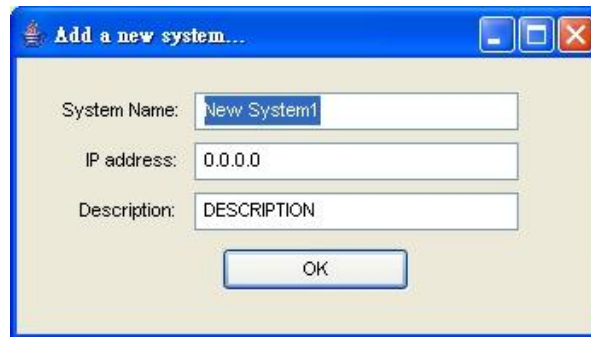 Add a new system...
System Name: New System1
IP address: 0.0.0.0
Description: DESCRIPTION
OK